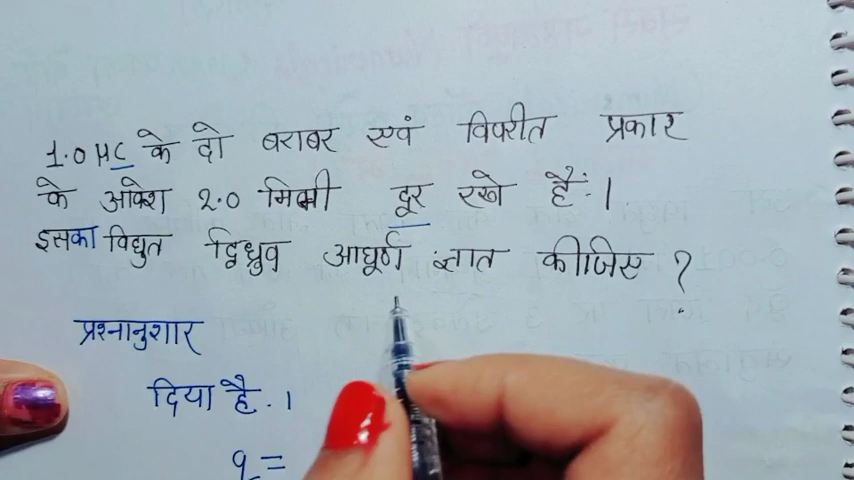 1.0 μC के दो बराबर एवं विपरीत प्रकार
के आवेश 2.0 मिमी दूर रखे हैं.।
इसका विद्युत द्विध्रुव आघूर्ण ज्ञात कीजिए ?
प्रश्नानुशार
दिया है.।
q =